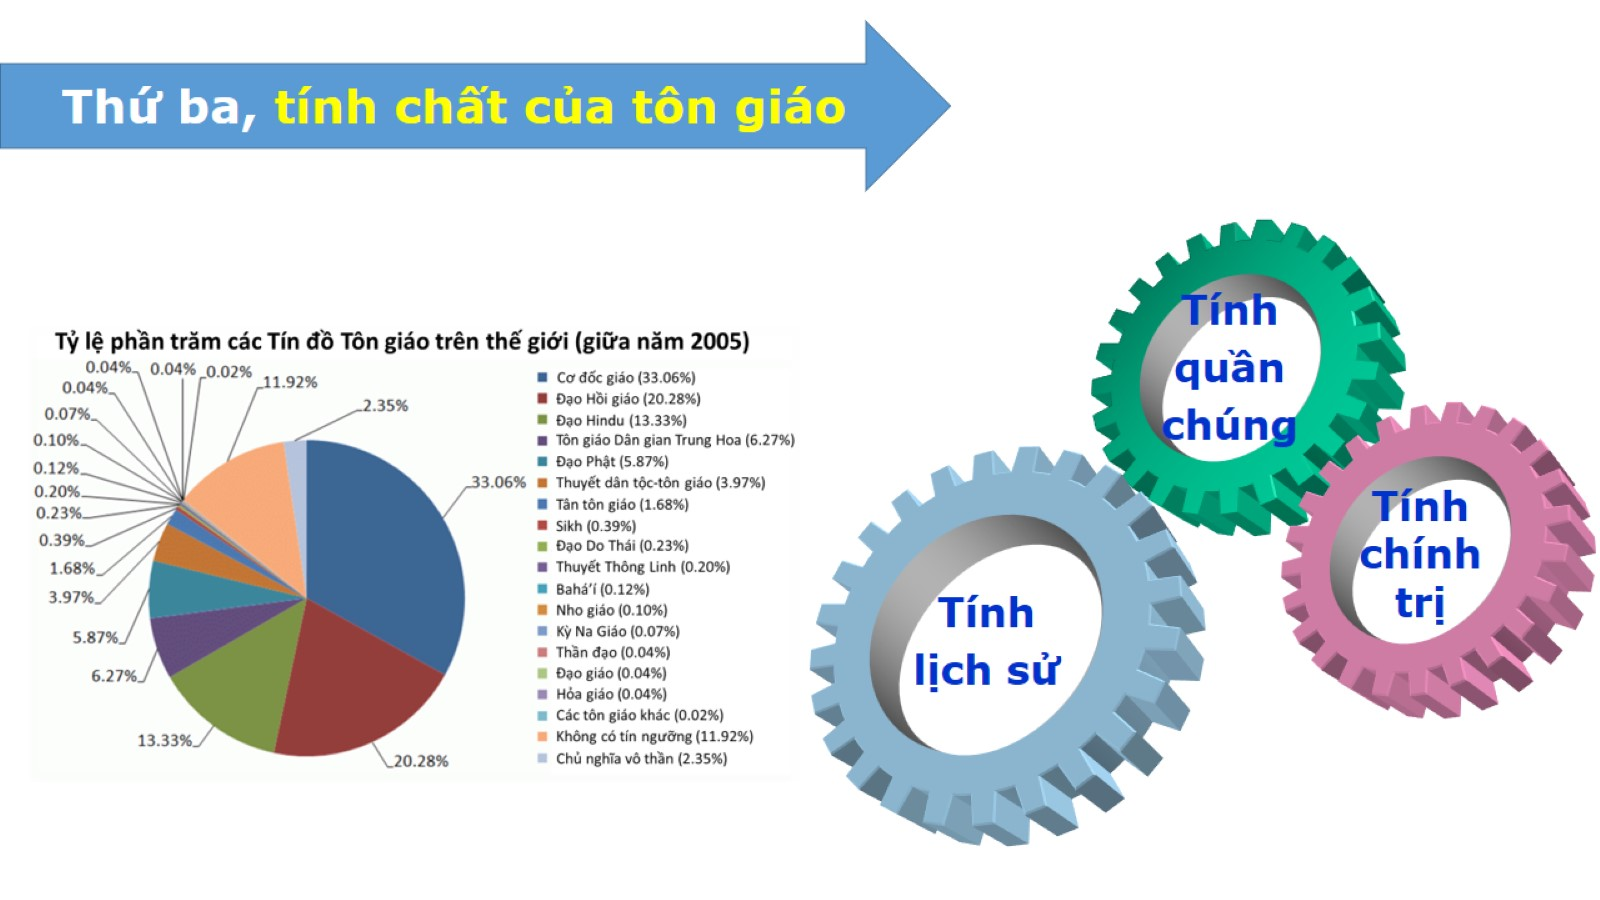 Thứ ba, tính chất của tôn giáo
Tỷ lệ phần trăm các Tín đồ Tôn giáo trên thế giới (giữa năm 2005)
0.04%
0.04%
0.02%
11.92%
0.04%
2.35%
0.07%
0.10%
0.12%
33.06%
0.20%
0.23%
0.39%
1.68%
3.97%
5.87%
6.27%
13.33%
20.28%
Cơ đốc giáo (33.06%)
Đạo Hồi giáo (20.28%)
Đạo Hindu (13.33%)
Tôn giáo Dân gian Trung Hoa (6.27%)
Đạo Phật (5.87%)
Thuyết dân tộc-tôn giáo (3.97%)
Tân tôn giáo (1.68%)
Sikh (0.39%)
Đạo Do Thái (0.23%)
Thuyết Thông Linh (0.20%)
Bahá’í (0.12%)
Nho giáo (0.10%)
Kỳ Na Giáo (0.07%)
Thần đạo (0.04%)
Đạo giáo (0.04%)
Hỏa giáo (0.04%)
Các tôn giáo khác (0.02%)
Không có tín ngưỡng (11.92%)
Chủ nghĩa vô thần (2.35%)
Tính
lịch sử
Tính
quần
chúng
Tính
chính
trị